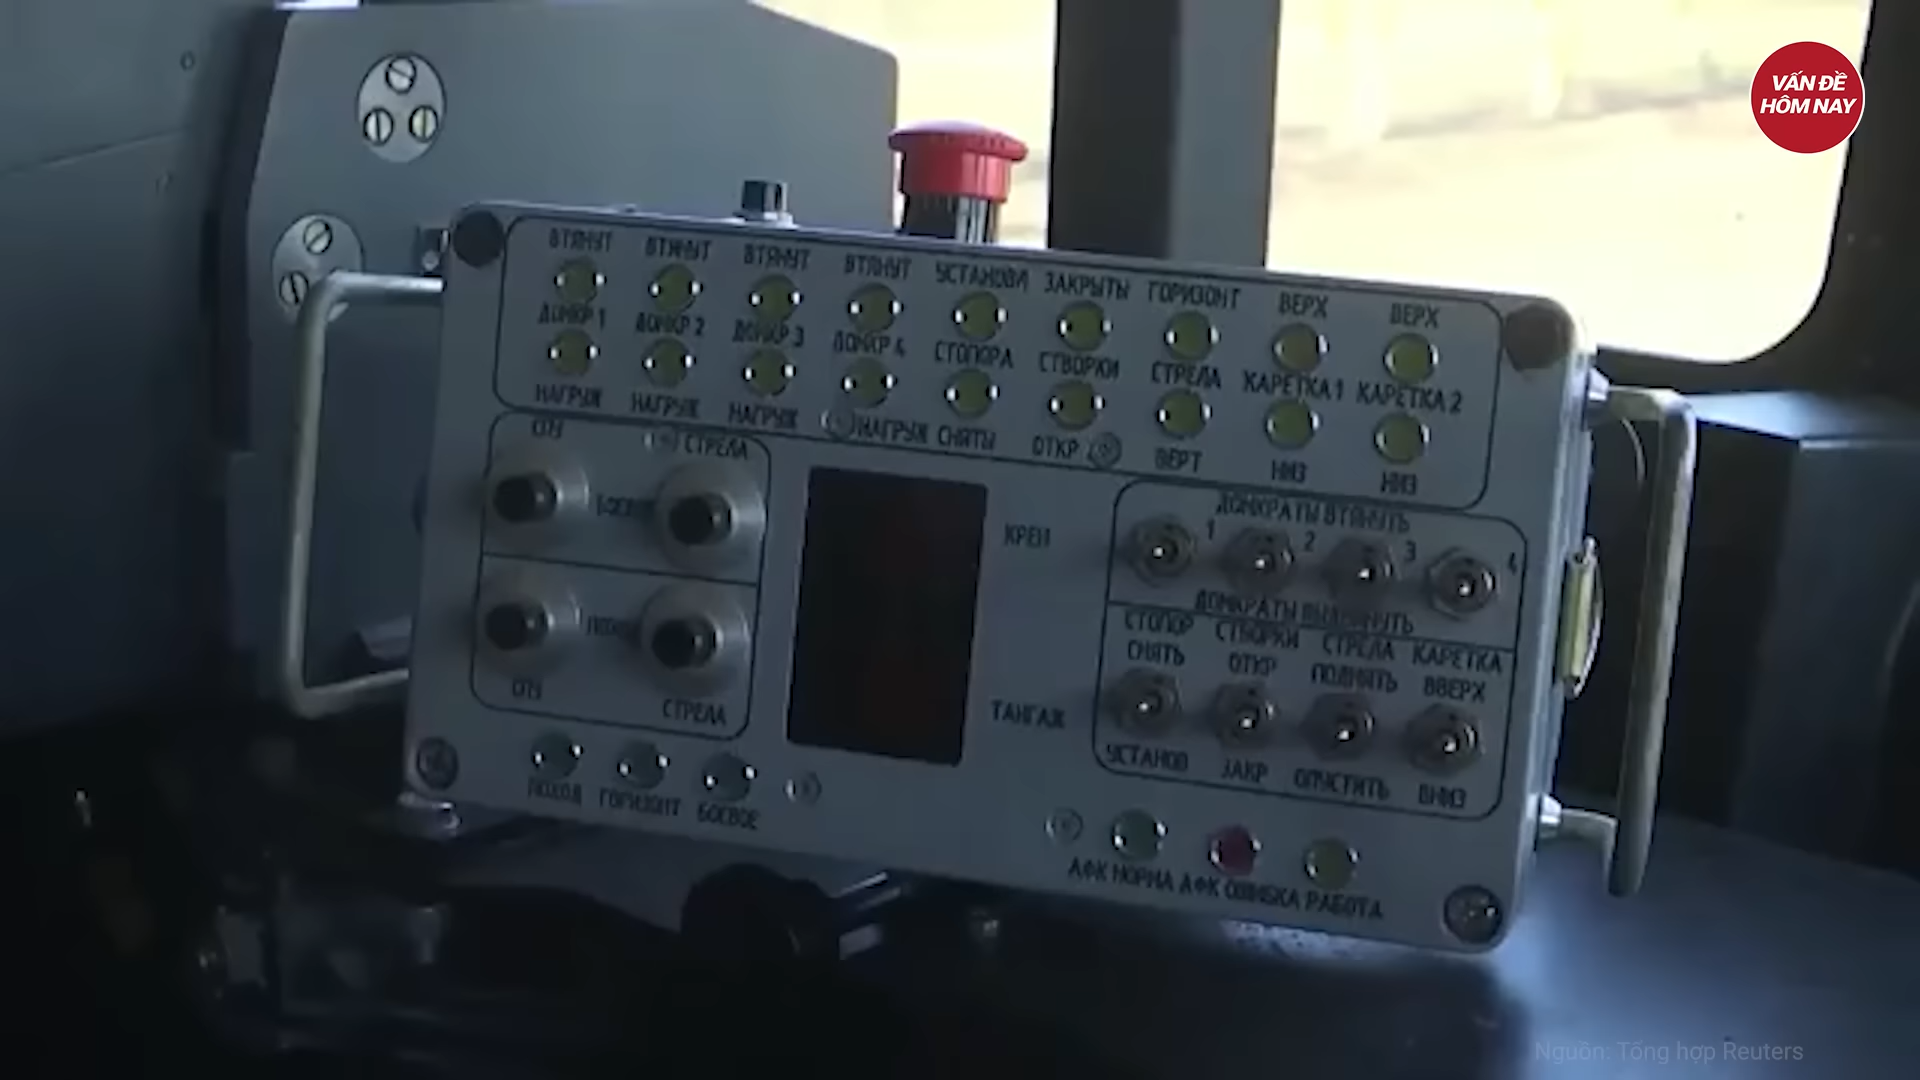 VẤN ĐỀ
HÔM NAY
ВТЯНУТ ВТЯНУТ ВТЯНУТ ВТЯНУТ УСТАНОВЛ ЗАКРЫТЫ ГОРИЗОНТ ВЕРХ ВЕРХ
ДОМКР 1 ДОМКР 2 ДОМКР 3 ДОМКР 4 СТОПОРА СТВОРКИ СТРЕЛА КАРЕТКА 1 КАРЕТКА 2
НАГРУЖ НАГРУЖ НАГРУЖ НАГРУЖ СНЯТЫ ОТКР ВЕРТ НИЗ НИЗ
СТРЕЛА
КРЕН
ТАНГАЖ
СТРЕЛА
ДОМКРАТЫ ВТЯНУТЬ
1 2 3 4
ДОМКРАТЫ ВЫДВИНУТЬ
СТОПОР СТВОРКИ СТРЕЛА КАРЕТКА
СНЯТЬ ОТКР ПОДНЯТЬ ВВЕРХ
УСТАНОВ ЗАКР ОПУСТИТЬ ВНИЗ
ПОХОД ГОРИЗОНТ БОЕВОЕ
АФК НОРМА АФК ОШИБКА РАБОТА
Nguồn: Tổng hợp Reuters